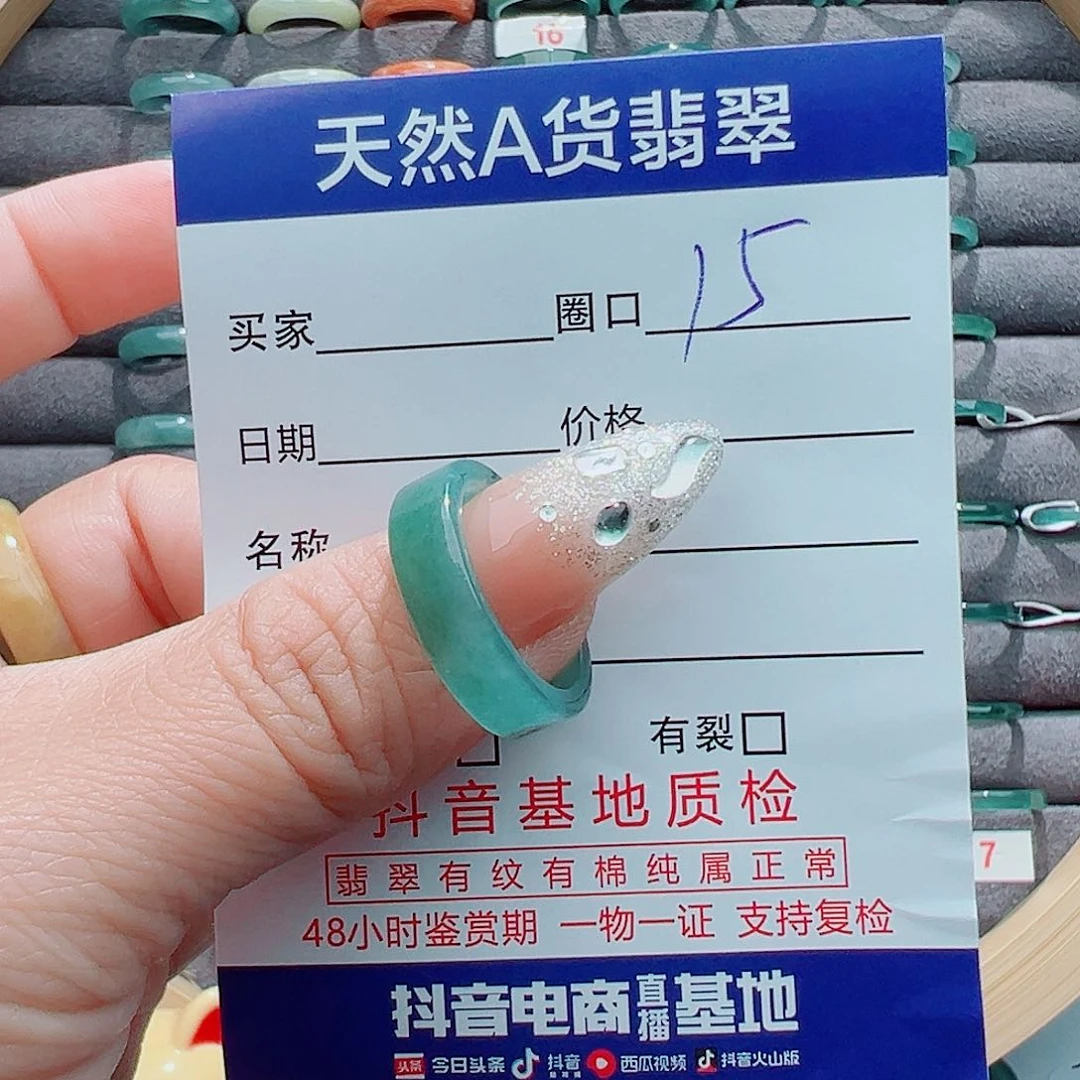 16
天然A货翡翠
买家 圈口 15
日期 价格
名称
有裂
抖音基地质检
翡翠有纹有棉纯属正常
48小时鉴赏期 一物一证 支持复检
7
抖音电商直播基地
头条 今日头条 抖音 西瓜视频 抖音火山版